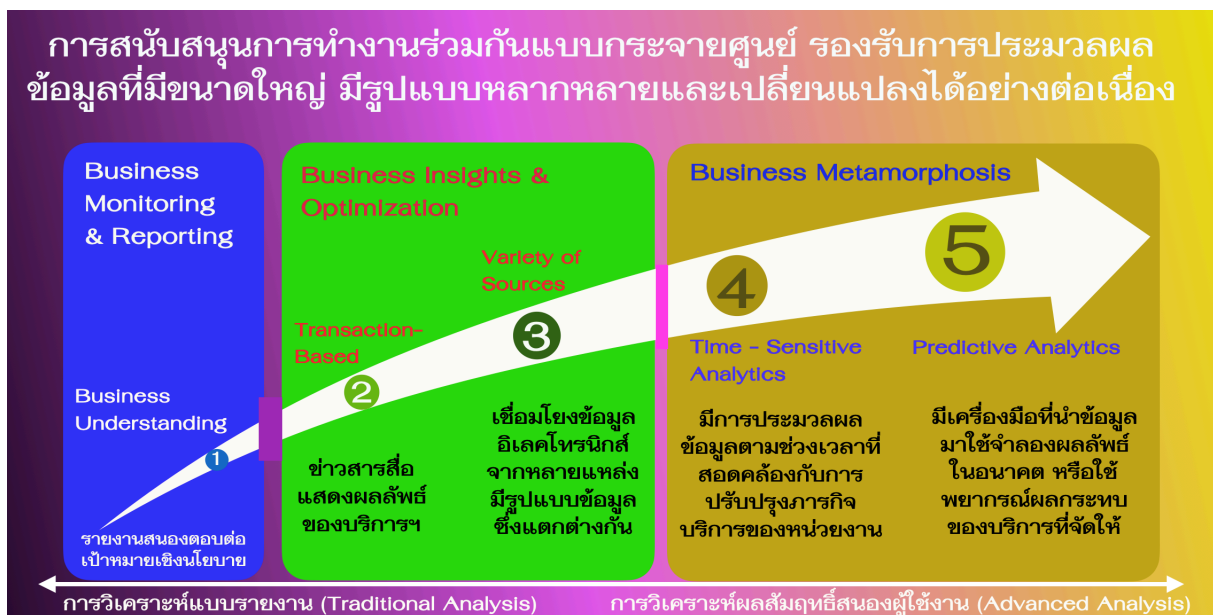 การสนับสนุนการทำงานร่วมกันแบบกระจายศูนย์ รองรับการประมวลผล
ข้อมูลที่มีขนาดใหญ่ มีรูปแบบหลากหลายและเปลี่ยนแปลงได้อย่างต่อเนื่อง
Business
Monitoring
& Reporting
Business
Understanding
1
รายงานสนองตอบต่อ
เป้าหมายเชิงนโยบาย
Business Insights &
Optimization
Transaction-
Based
2
ข่าวสารสื่อ
แสดงผลลัพธ์
ของบริการฯ
Variety of
Sources
3
เชื่อมโยงข้อมูล
อิเลคโทรนิกส์
จากหลายแหล่ง
มีรูปแบบข้อมูล
ซึ่งแตกต่างกัน
Business Metamorphosis
4
Time - Sensitive
Analytics
มีการประมวลผล
ข้อมูลตามช่วงเวลาที่
สอดคล้องกับการ
ปรับปรุงภารกิจ
บริการของหน่วยงาน
5
Predictive Analytics
มีเครื่องมือที่นำข้อมูล
มาใช้จำลองผลลัพธ์
ในอนาคต หรือใช้
พยากรณ์ผลกระทบ
ของบริการที่จัดให้
การวิเคราะห์แบบรายงาน (Traditional Analysis)
การวิเคราะห์ผลสัมฤทธิ์สนองผู้ใช้งาน (Advanced Analysis)